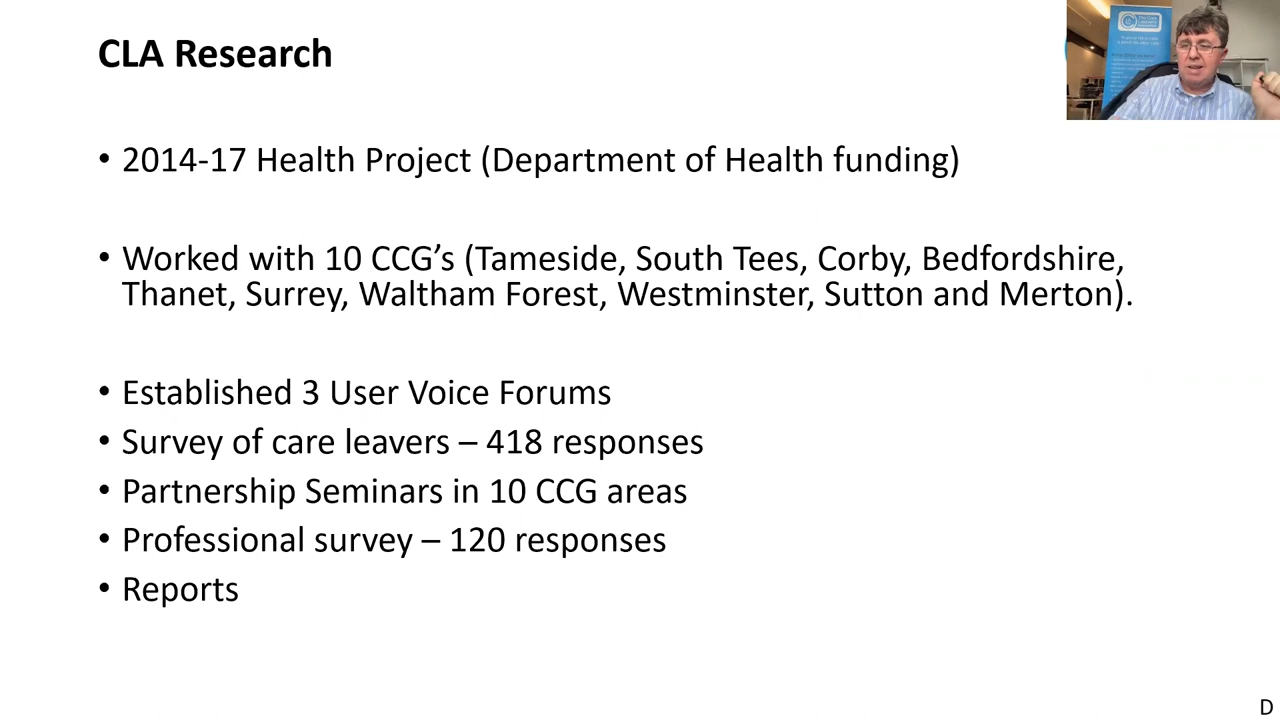 CLA Research
• 2014-17 Health Project (Department of Health funding)
• Worked with 10 CCG’s (Tameside, South Tees, Corby, Bedfordshire,
Thanet, Surrey, Waltham Forest, Westminster, Sutton and Merton).
• Established 3 User Voice Forums
• Survey of care leavers – 418 responses
• Partnership Seminars in 10 CCG areas
• Professional survey – 120 responses
• Reports
D